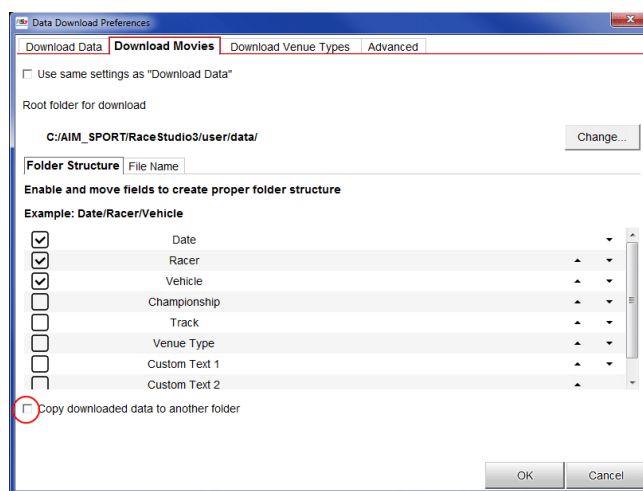 Data Download Preferences
Download Data Download Movies Download Venue Types Advanced
Use same settings as "Download Data"
Root folder for download
C:/AIM_SPORT/RaceStudio3/user/data/ Change...
Folder Structure File Name
Enable and move fields to create proper folder structure
Example: Date/Racer/Vehicle
Date
Racer
Vehicle
Championship
Track
Venue Type
Custom Text 1
Custom Text 2
Copy downloaded data to another folder
OK Cancel